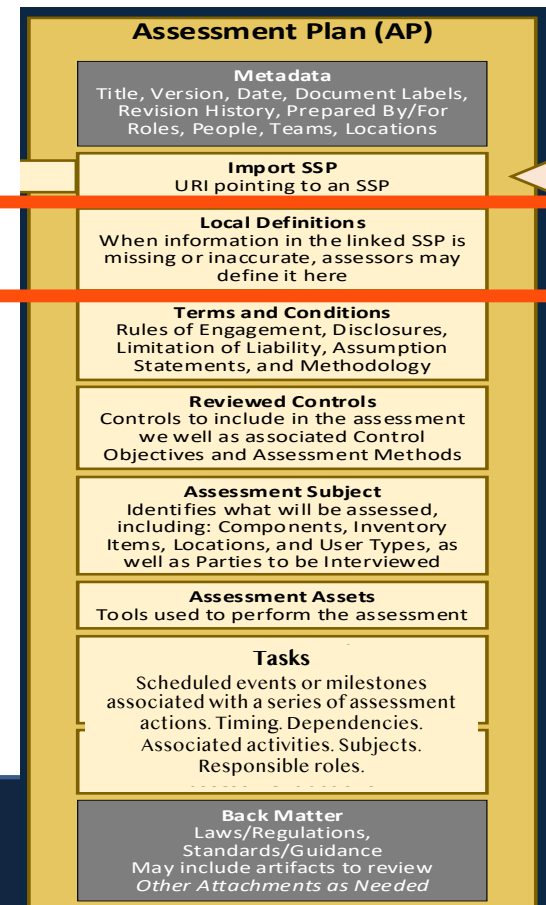 Assessment Plan (AP)
Metadata
Title, Version, Date, Document Labels,
Revision History, Prepared By/For
Roles, People, Teams, Locations
Import SSP
URI pointing to an SSP
Local Definitions
When information in the linked SSP is
missing or inaccurate, assessors may
define it here
Terms and Conditions
Rules of Engagement, Disclosures,
Limitation of Liability, Assumption
Statements, and Methodology
Reviewed Controls
Controls to include in the assessment
we well as associated Control
Objectives and Assessment Methods
Assessment Subject
Identifies what will be assessed,
including: Components, Inventory
Items, Locations, and User Types, as
well as Parties to be Interviewed
Assessment Assets
Tools used to perform the assessment
Tasks
Scheduled events or milestones
associated with a series of assessment
actions. Timing. Dependencies.
Associated activities. Subjects.
Responsible roles.
Back Matter
Laws/Regulations,
Standards/Guidance
May include artifacts to review
Other Attachments as Needed